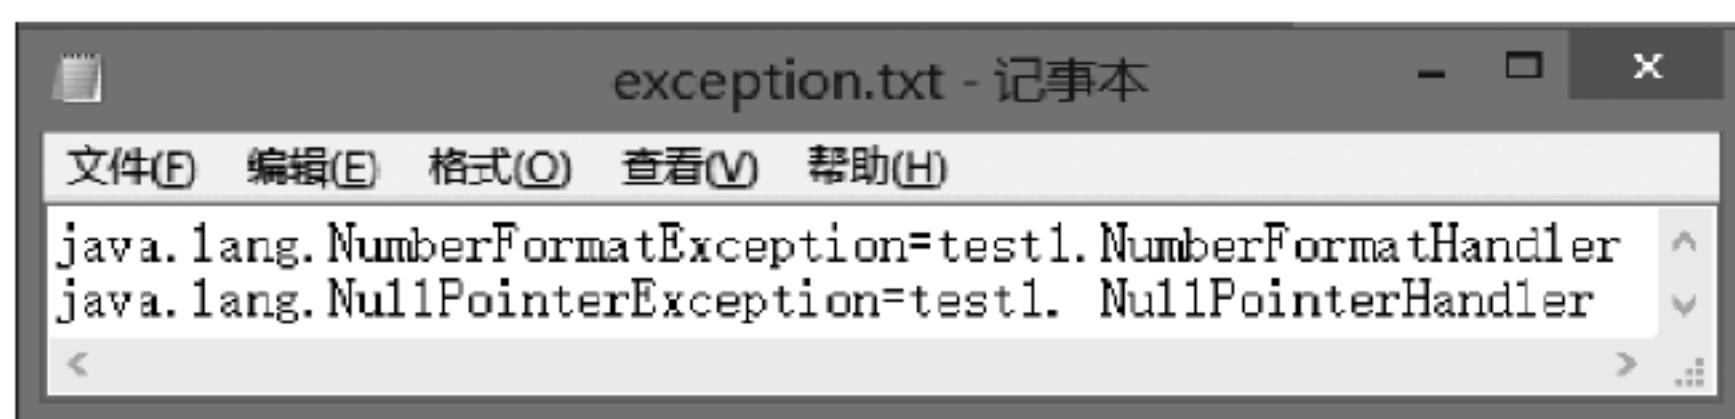 exception.txt - 记事本
文件(F) 编辑(E) 格式(O) 查看(V) 帮助(H)
java.lang.NumberFormatException=test1.NumberFormatHandler
java.lang.NullPointerException=test1. NullPointerHandler